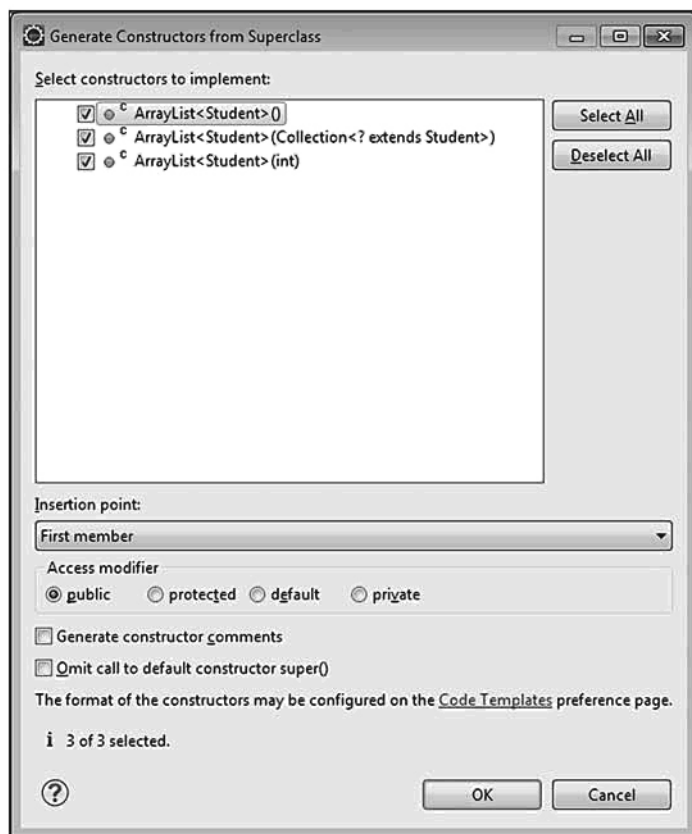 Generate Constructors from Superclass
Select constructors to implement:
C ArrayList<Student>()
C ArrayList<Student>(Collection<? extends Student>)
C ArrayList<Student>(int)
Select All
Deselect All
Insertion point:
First member
Access modifier
public protected default private
Generate constructor comments
Omit call to default constructor super()
The format of the constructors may be configured on the Code Templates preference page.
i 3 of 3 selected.
? OK Cancel